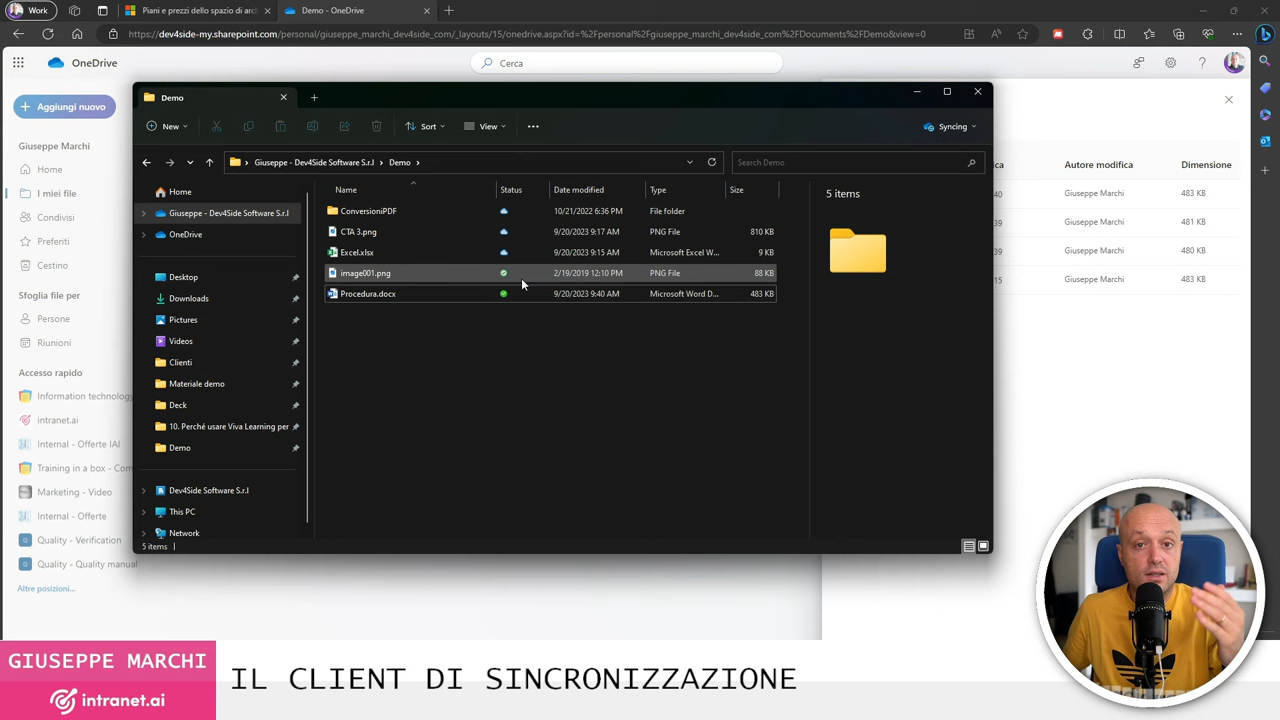 Work
Piani e prezzi dello spazio di arc
Demo - OneDrive
https://dev4side-my.sharepoint.com/personal/giuseppe_marchi_dev4side_com/_layouts/15/onedrive.aspx?id=%2Fpersonal%2Fgiuseppe_marchi_dev4side_com%2FDocuments%2FDemo&view=0
OneDrive
Cerca
Aggiungi nuovo
Giuseppe Marchi
Home
I miei file
Condivisi
Preferiti
Cestino
Sfoglia file per
Persone
Riunioni
Accesso rapido
Information technology
intranet.ai
Internal - Offerte IAI
Training in a box - Com
Marketing - Video
Internal - Offerte
Quality - Verification
Quality - Quality manual
Altre posizioni...
Demo
New
Sort
View
Syncing
Giuseppe - Dev4Side Software S.r.l
Demo
Search Demo
Home
Giuseppe - Dev4Side Software S.r.l
OneDrive
Desktop
Downloads
Pictures
Videos
Clienti
Materiale demo
Deck
10. Perché usare Viva Learning per
Demo
Dev4Side Software S.r.l
This PC
Network
Name Status Date modified Type Size
ConversioniPDF 10/21/2022 6:36 PM File folder
CTA 3.png 9/20/2023 9:17 AM PNG File 810 KB
Excel.xlsx 9/20/2023 9:15 AM Microsoft Excel W... 9 KB
image001.png 2/19/2019 12:10 PM PNG File 88 KB
Procedura.docx 9/20/2023 9:40 AM Microsoft Word D... 483 KB
5 items
5 items
ca Autore modifica Dimensione
40 Giuseppe Marchi 483 KB
39 Giuseppe Marchi 481 KB
39 Giuseppe Marchi 480 KB
15 Giuseppe Marchi 483 KB
GIUSEPPE MARCHI
intranet.ai
IL CLIENT DI SINCRONIZZAZIONE